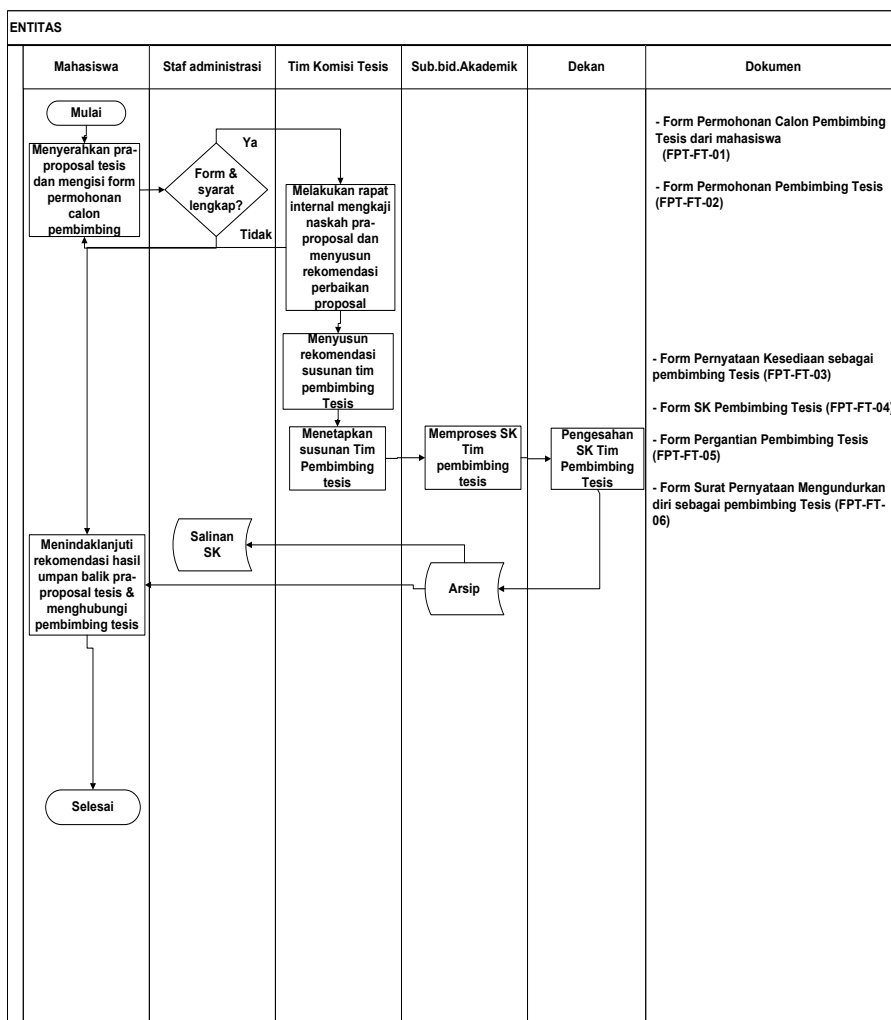 ENTITAS
Mahasiswa
Staf administrasi
Tim Komisi Tesis
Sub.bid.Akademik
Dekan
Dokumen
Mulai
Menyerahkan pra-
proposal tesis
dan mengisi form
permohonan
calon
pembimbing
Form &
syarat
lengkap?
Ya
Tidak
Melakukan rapat
internal mengkaji
naskah pra-
proposal dan
menyusun
rekomendasi
perbaikan
proposal
Menyusun
rekomendasi
susunan tim
pembimbing
Tesis
Menetapkan
susunan Tim
Pembimbing
tesis
Memproses SK
Tim
pembimbing
tesis
Pengesahan
SK Tim
Pembimbing
Tesis
Salinan
SK
Arsip
Menindaklanjuti
rekomendasi hasil
umpan balik pra-
proposal tesis &
menghubungi
pembimbing tesis
Selesai
- Form Permohonan Calon Pembimbing
Tesis dari mahasiswa
(FPT-FT-01)
- Form Permohonan Pembimbing Tesis
(FPT-FT-02)
- Form Pernyataan Kesediaan sebagai
pembimbing Tesis (FPT-FT-03)
- Form SK Pembimbing Tesis (FPT-FT-04)
- Form Pergantian Pembimbing Tesis
(FPT-FT-05)
- Form Surat Pernyataan Mengundurkan
diri sebagai pembimbing Tesis (FPT-FT-
06)